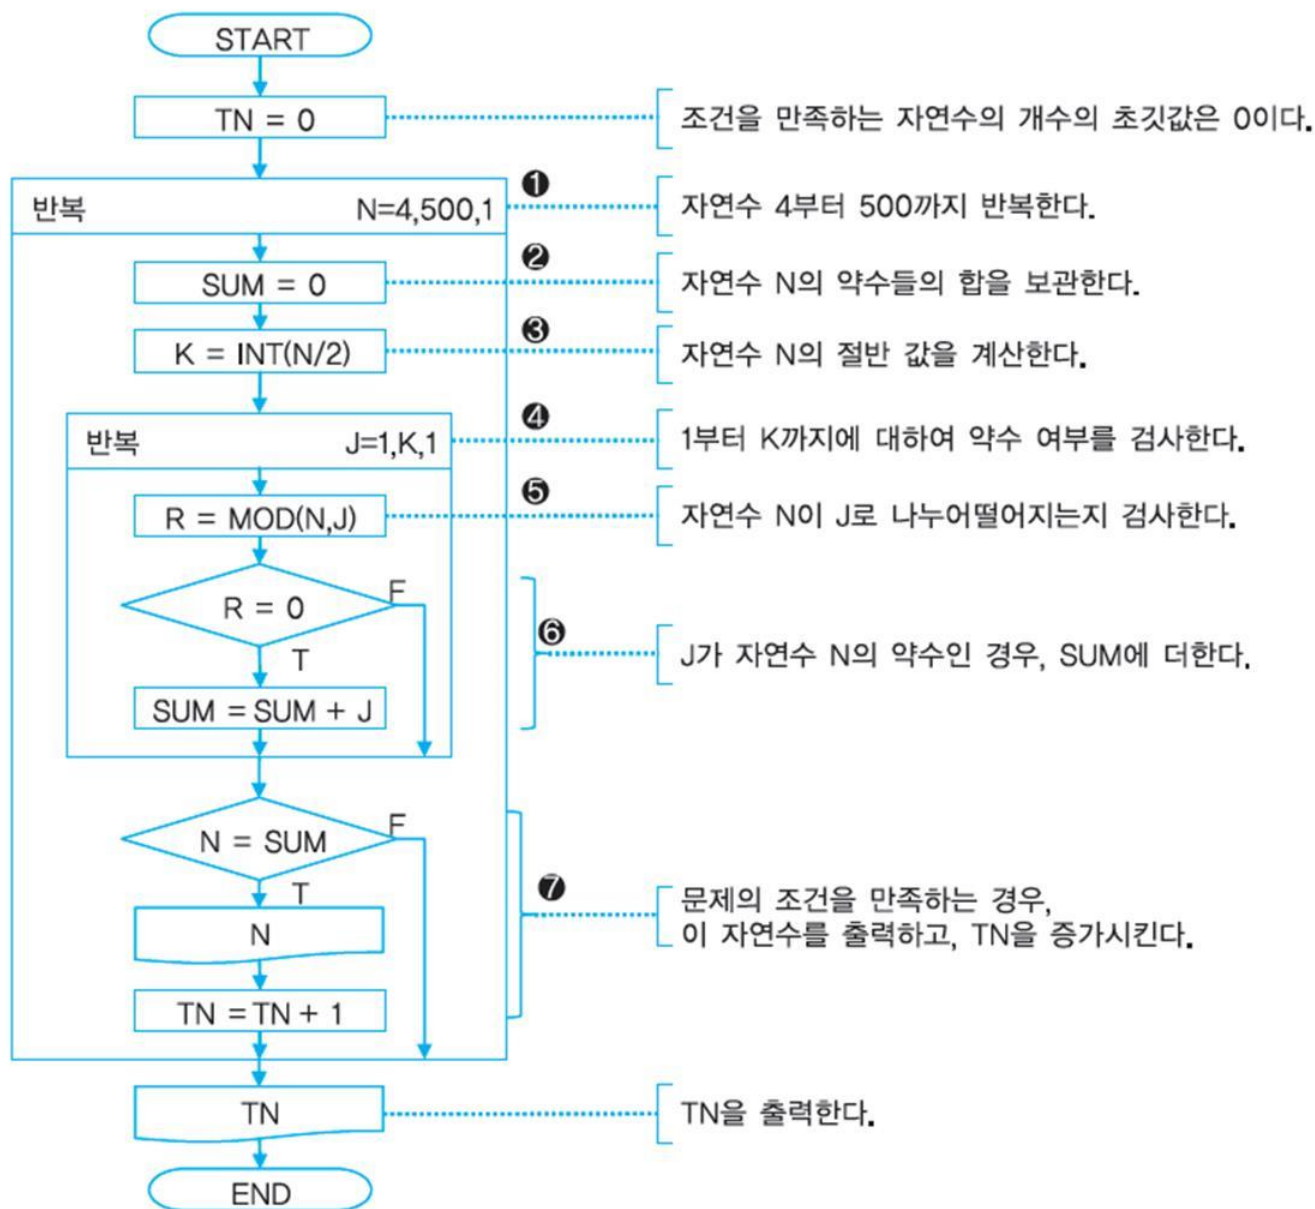 START
TN = 0
조건을 만족하는 자연수의 개수의 초깃값은 0이다.
반복 N=4,500,1
❶
자연수 4부터 500까지 반복한다.
SUM = 0
❷
자연수 N의 약수들의 합을 보관한다.
K = INT(N/2)
❸
자연수 N의 절반 값을 계산한다.
반복 J=1,K,1
❹
1부터 K까지에 대하여 약수 여부를 검사한다.
R = MOD(N,J)
❺
자연수 N이 J로 나누어떨어지는지 검사한다.
R = 0
F
T
SUM = SUM + J
❻
J가 자연수 N의 약수인 경우, SUM에 더한다.
N = SUM
F
T
N
TN = TN + 1
❼
문제의 조건을 만족하는 경우,
이 자연수를 출력하고, TN을 증가시킨다.
TN
TN을 출력한다.
END